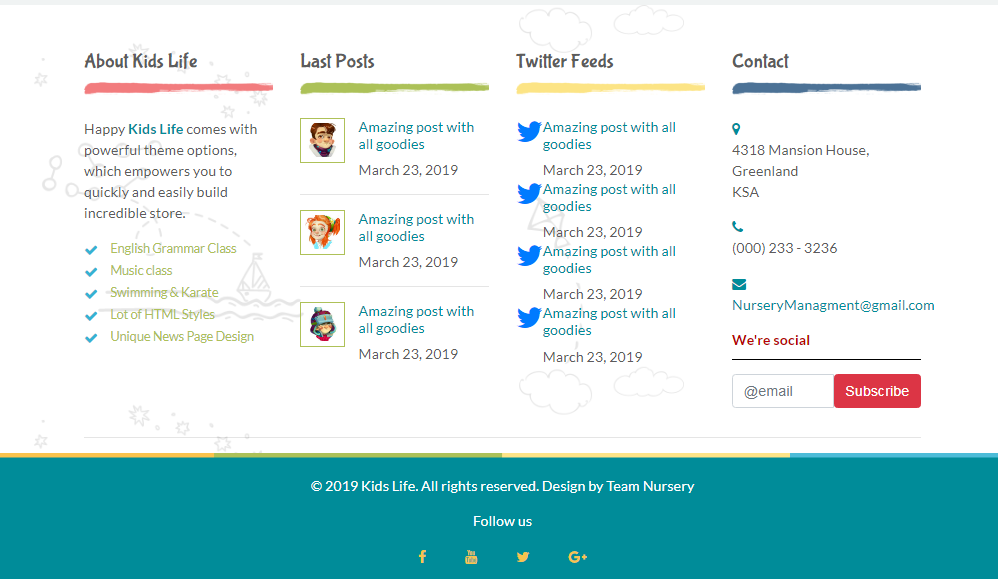 About Kids Life
Happy Kids Life comes with
powerful theme options,
which empowers you to
quickly and easily build
incredible store.
English Grammar Class
Music class
Swimming & Karate
Lot of HTML Styles
Unique News Page Design
Last Posts
Amazing post with
all goodies
March 23, 2019
Amazing post with
all goodies
March 23, 2019
Amazing post with
all goodies
March 23, 2019
Twitter Feeds
Amazing post with all
goodies
March 23, 2019
Amazing post with all
goodies
March 23, 2019
Amazing post with all
goodies
March 23, 2019
Amazing post with all
goodies
March 23, 2019
Contact
4318 Mansion House,
Greenland
KSA
(000) 233 - 3236
NurseryManagment@gmail.com
We're social
@email
Subscribe
© 2019 Kids Life. All rights reserved. Design by Team Nursery
Follow us